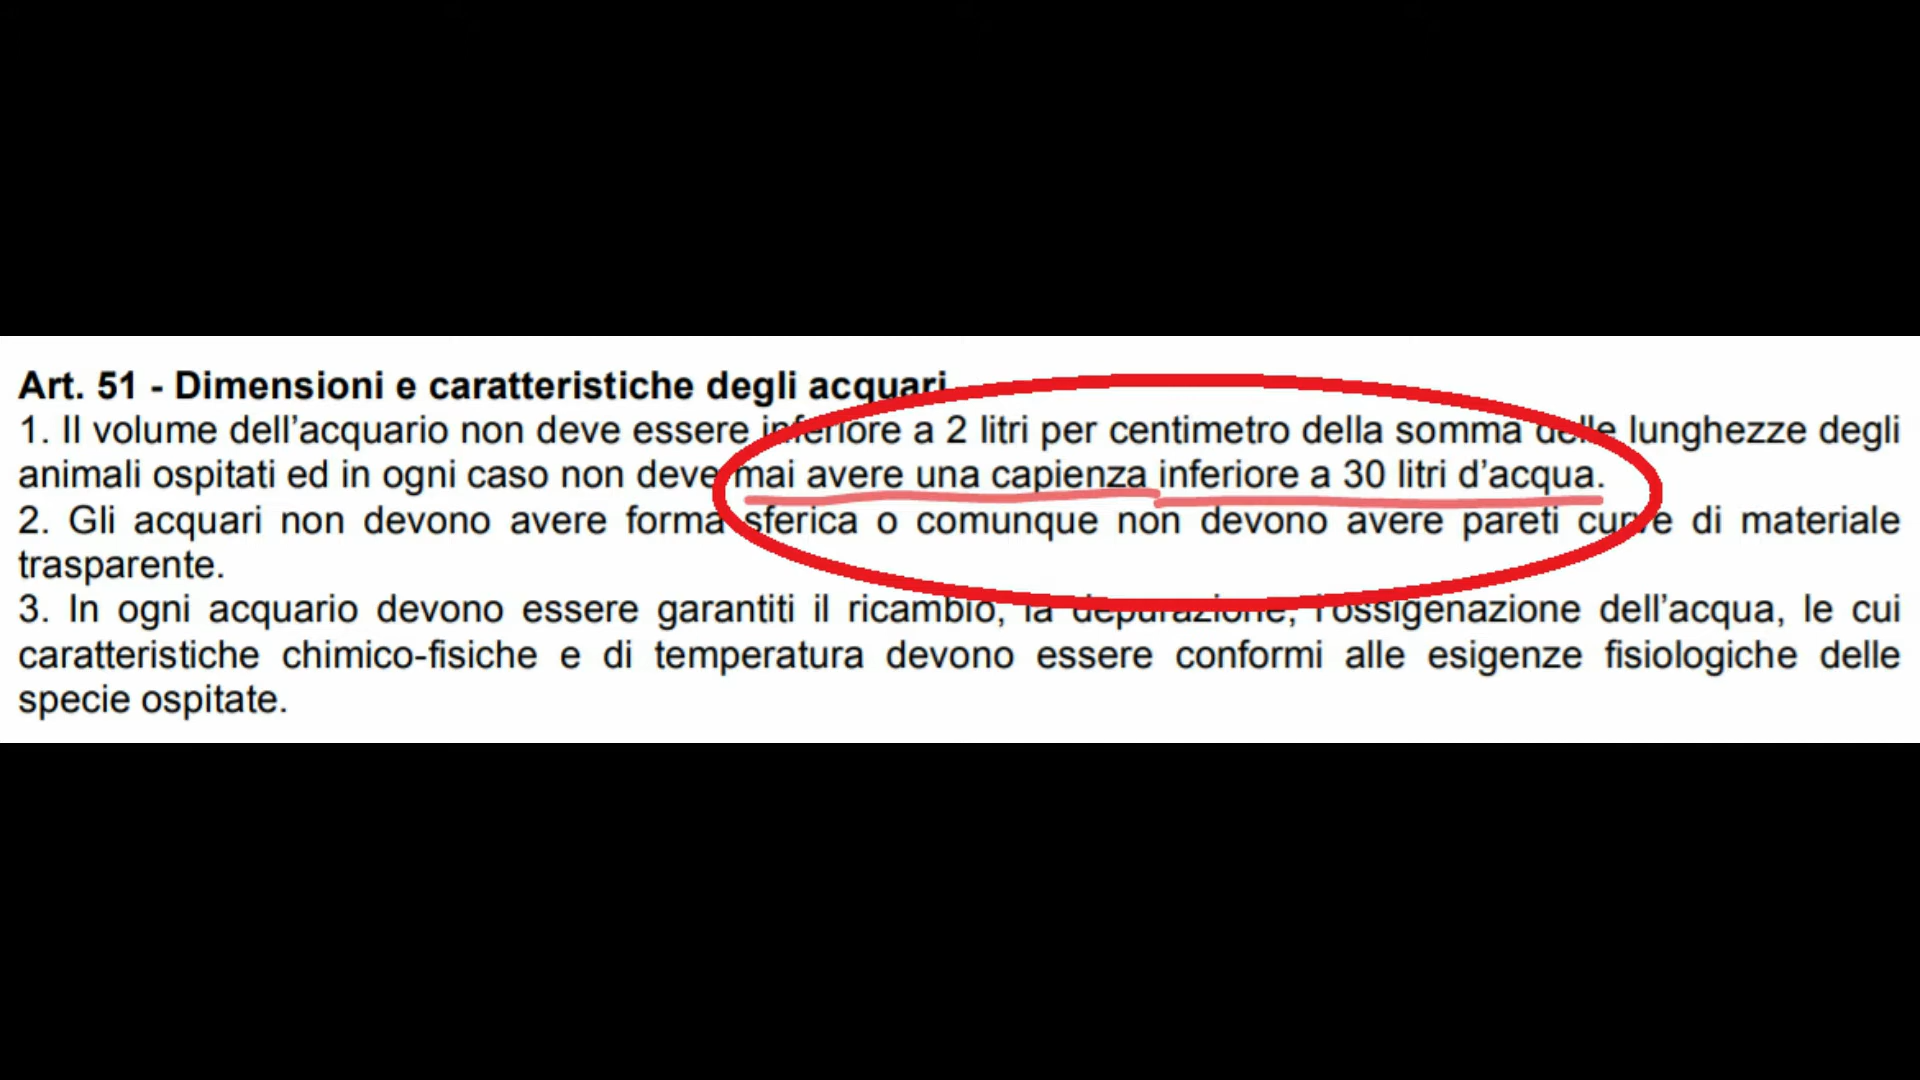 Art. 51 - Dimensioni e caratteristiche degli acquari
1. Il volume dell’acquario non deve essere inferiore a 2 litri per centimetro della somma delle lunghezze degli
animali ospitati ed in ogni caso non deve mai avere una capienza inferiore a 30 litri d’acqua.
2. Gli acquari non devono avere forma sferica o comunque non devono avere pareti curve di materiale
trasparente.
3. In ogni acquario devono essere garantiti il ricambio, la depurazione, l’ossigenazione dell’acqua, le cui
caratteristiche chimico-fisiche e di temperatura devono essere conformi alle esigenze fisiologiche delle
specie ospitate.